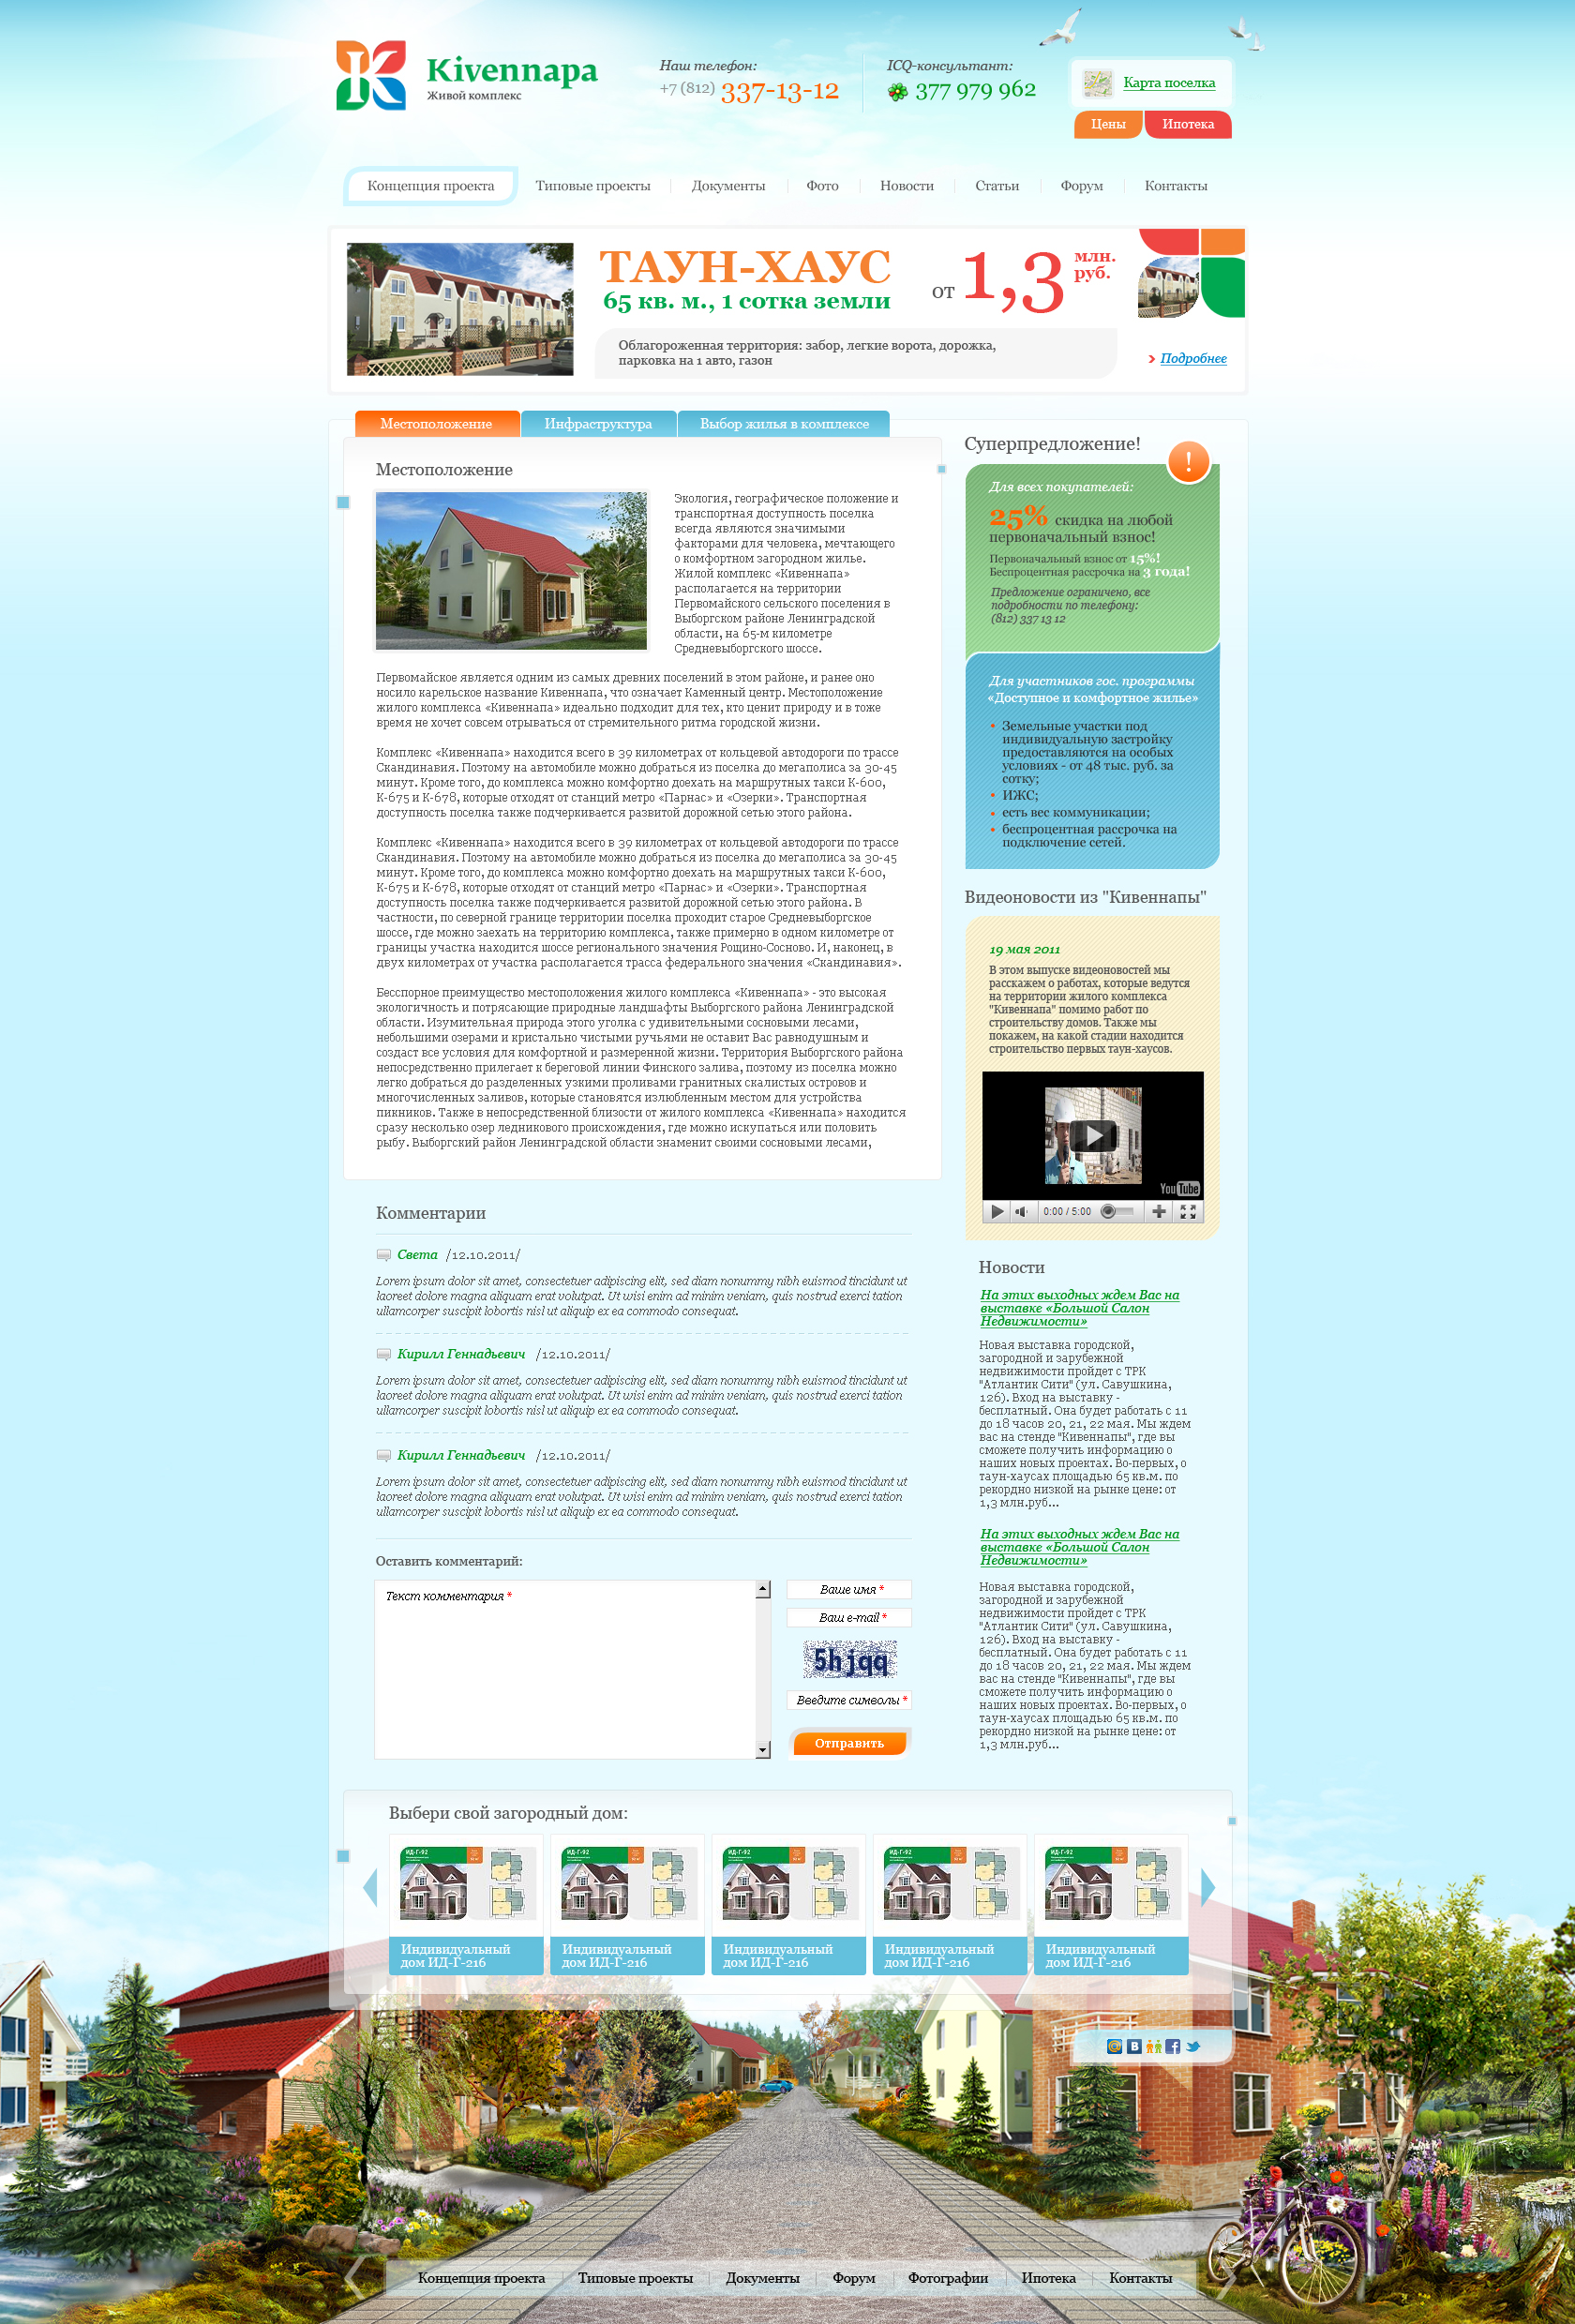 Kivennapa
Живой комплекс
Наш телефон:
+7 (812) 337-13-12
ICQ-консультант:
377 979 962
Карта поселка
Цены
Ипотека
Концепция проекта
Типовые проекты
Документы
Фото
Новости
Статьи
Форум
Контакты
ТАУН-ХАУС
65 кв. м., 1 сотка земли
от 1,3 млн. руб.
Облагороженная территория: забор, легкие ворота, дорожка,
парковка на 1 авто, газон
Подробнее
Местоположение
Инфраструктура
Выбор жилья в комплексе
Местоположение
Экология, географическое положение и
транспортная доступность поселка
всегда являются значимыми
факторами для человека, мечтающего
о комфортном загородном жилье.
Жилой комплекс «Кивеннапа»
располагается на территории
Первомайского сельского поселения в
Выборгском районе Ленинградской
области, на 65-м километре
Средневыборгского шоссе.
Первомайское является одним из самых древних поселений в этом районе, и ранее оно
носило карельское название Кивеннапа, что означает Каменный центр. Местоположение
жилого комплекса «Кивеннапа» идеально подходит для тех, кто ценит природу и в тоже
время не хочет совсем отрываться от стремительного ритма городской жизни.
Комплекс «Кивеннапа» находится всего в 39 километрах от кольцевой автодороги по трассе
Скандинавия. Поэтому на автомобиле можно добраться из поселка до мегаполиса за 30-45
минут. Кроме того, до комплекса можно комфортно доехать на маршрутных такси К-600,
К-675 и К-678, которые отходят от станций метро «Парнас» и «Озерки». Транспортная
доступность поселка также подчеркивается развитой дорожной сетью этого района.
Комплекс «Кивеннапа» находится всего в 39 километрах от кольцевой автодороги по трассе
Скандинавия. Поэтому на автомобиле можно добраться из поселка до мегаполиса за 30-45
минут. Кроме того, до комплекса можно комфортно доехать на маршрутных такси К-600,
К-675 и К-678, которые отходят от станций метро «Парнас» и «Озерки». Транспортная
доступность поселка также подчеркивается развитой дорожной сетью этого района. В
частности, по северной границе территории поселка проходит старое Средневыборгское
шоссе, где можно заехать на территорию комплекса, также примерно в одном километре от
границы участка находится шоссе регионального значения Рощино-Сосново. И, наконец, в
двух километрах от участка располагается трасса федерального значения «Скандинавия».
Бесспорное преимущество местоположения жилого комплекса «Кивеннапа» - это высокая
экологичность и потрясающие природные ландшафты Выборгского района Ленинградской
области. Изумительная природа этого уголка с удивительными сосновыми лесами,
небольшими озерами и кристально чистыми ручьями не оставит Вас равнодушным и
создаст все условия для комфортной и размеренной жизни. Территория Выборгского района
непосредственно прилегает к береговой линии Финского залива, поэтому из поселка можно
легко добраться до разделенных узкими проливами гранитных скалистых островов и
многочисленных заливов, которые становятся излюбленным местом для устройства
пикников. Также в непосредственной близости от жилого комплекса «Кивеннапа» находится
сразу несколько озер ледникового происхождения, где можно искупаться или половить
рыбу. Выборгский район Ленинградской области знаменит своими сосновыми лесами,
Суперпредложение!
!
Для всех покупателей:
25% скидка на любой
первоначальный взнос!
Первоначальный взнос от 15%!
Беспроцентная рассрочка на 3 года!
Предложение ограничено, все
подробности по телефону:
(812) 337 13 12
Для участников гос. программы
«Доступное и комфортное жилье»
Земельные участки под
индивидуальную застройку
предоставляются на особых
условиях - от 48 тыс. руб. за
сотку;
ИЖС;
есть вес коммуникации;
беспроцентная рассрочка на
подключение сетей.
Видеоновости из "Кивеннапы"
19 мая 2011
В этом выпуске видеоновостей мы
расскажем о работах, которые ведутся
на территории жилого комплекса
"Кивеннапа" помимо работ по
строительству домов. Также мы
покажем, на какой стадии находится
строительство первых таун-хаусов.
YouTube
0:00 / 5:00
Новости
На этих выходных ждем Вас на
выставке «Большой Салон
Недвижимости»
Новая выставка городской,
загородной и зарубежной
недвижимости пройдет с ТРК
"Атлантик Сити" (ул. Савушкина,
126). Вход на выставку -
бесплатный. Она будет работать с 11
до 18 часов 20, 21, 22 мая. Мы ждем
вас на стенде "Кивеннапы", где вы
сможете получить информацию о
наших новых проектах. Во-первых, о
таун-хаусах площадью 65 кв.м. по
рекордно низкой на рынке цене: от
1,3 млн.руб...
На этих выходных ждем Вас на
выставке «Большой Салон
Недвижимости»
Новая выставка городской,
загородной и зарубежной
недвижимости пройдет с ТРК
"Атлантик Сити" (ул. Савушкина,
126). Вход на выставку -
бесплатный. Она будет работать с 11
до 18 часов 20, 21, 22 мая. Мы ждем
вас на стенде "Кивеннапы", где вы
сможете получить информацию о
наших новых проектах. Во-первых, о
таун-хаусах площадью 65 кв.м. по
рекордно низкой на рынке цене: от
1,3 млн.руб...
Комментарии
Света /12.10.2011/
Lorem ipsum dolor sit amet, consectetuer adipiscing elit, sed diam nonummy nibh euismod tincidunt ut
laoreet dolore magna aliquam erat volutpat. Ut wisi enim ad minim veniam, quis nostrud exerci tation
ullamcorper suscipit lobortis nisl ut aliquip ex ea commodo consequat.
Кирилл Геннадьевич /12.10.2011/
Lorem ipsum dolor sit amet, consectetuer adipiscing elit, sed diam nonummy nibh euismod tincidunt ut
laoreet dolore magna aliquam erat volutpat. Ut wisi enim ad minim veniam, quis nostrud exerci tation
ullamcorper suscipit lobortis nisl ut aliquip ex ea commodo consequat.
Кирилл Геннадьевич /12.10.2011/
Lorem ipsum dolor sit amet, consectetuer adipiscing elit, sed diam nonummy nibh euismod tincidunt ut
laoreet dolore magna aliquam erat volutpat. Ut wisi enim ad minim veniam, quis nostrud exerci tation
ullamcorper suscipit lobortis nisl ut aliquip ex ea commodo consequat.
Оставить комментарий:
Текст комментария *
Ваше имя *
Ваш e-mail *
5hjqq
Введите символы *
Отправить
Выбери свой загородный дом:
ИД-Г-92
ИД-Г-92
ИД-Г-92
ИД-Г-92
ИД-Г-92
Индивидуальный
дом ИД-Г-216
Индивидуальный
дом ИД-Г-216
Индивидуальный
дом ИД-Г-216
Индивидуальный
дом ИД-Г-216
Индивидуальный
дом ИД-Г-216
Концепция проекта
Типовые проекты
Документы
Форум
Фотографии
Ипотека
Контакты